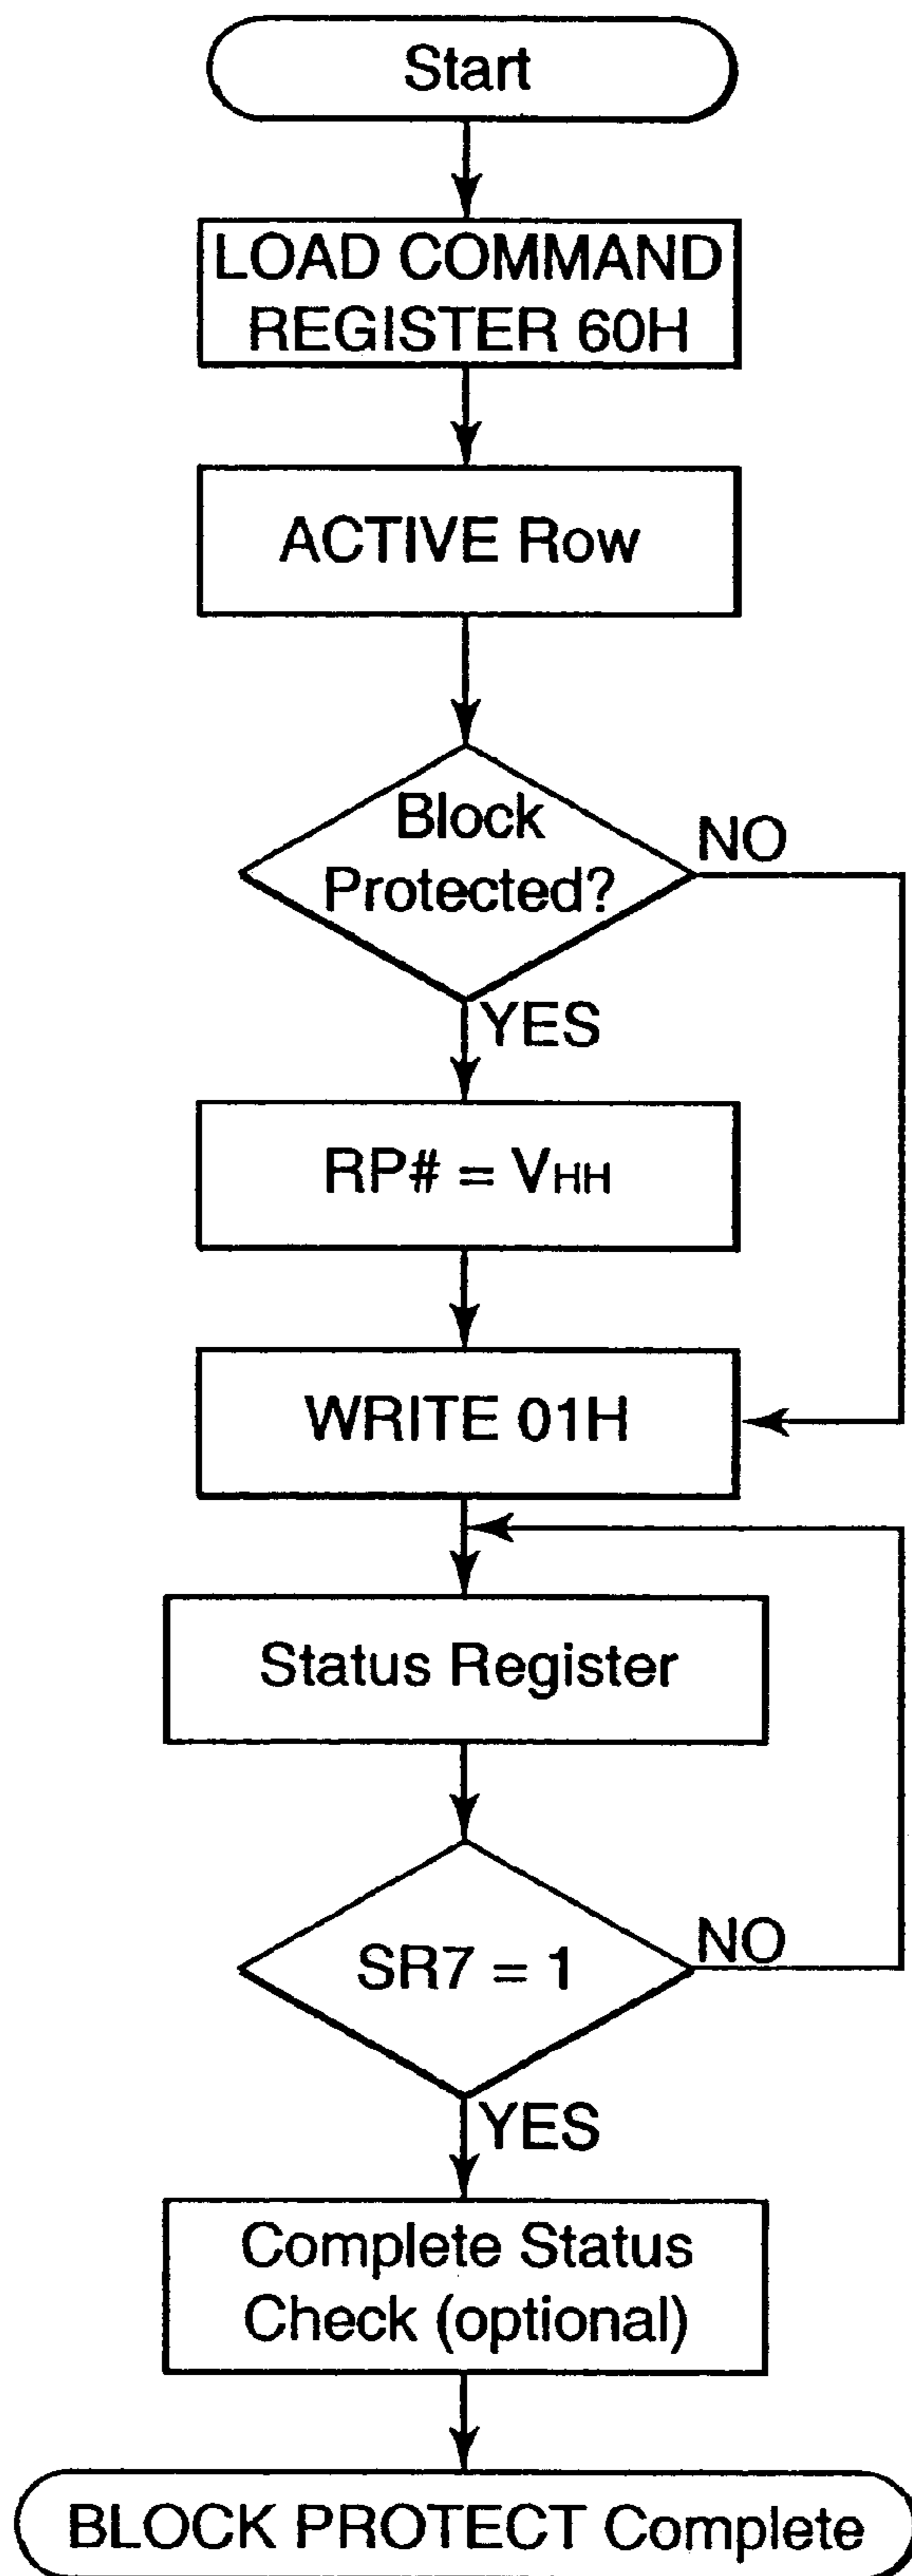 Start
LOAD COMMAND
REGISTER 60H
ACTIVE Row
Block
Protected?
NO
YES
RP# = VHH
WRITE 01H
Status Register
SR7 = 1
NO
YES
Complete Status
Check (optional)
BLOCK PROTECT Complete